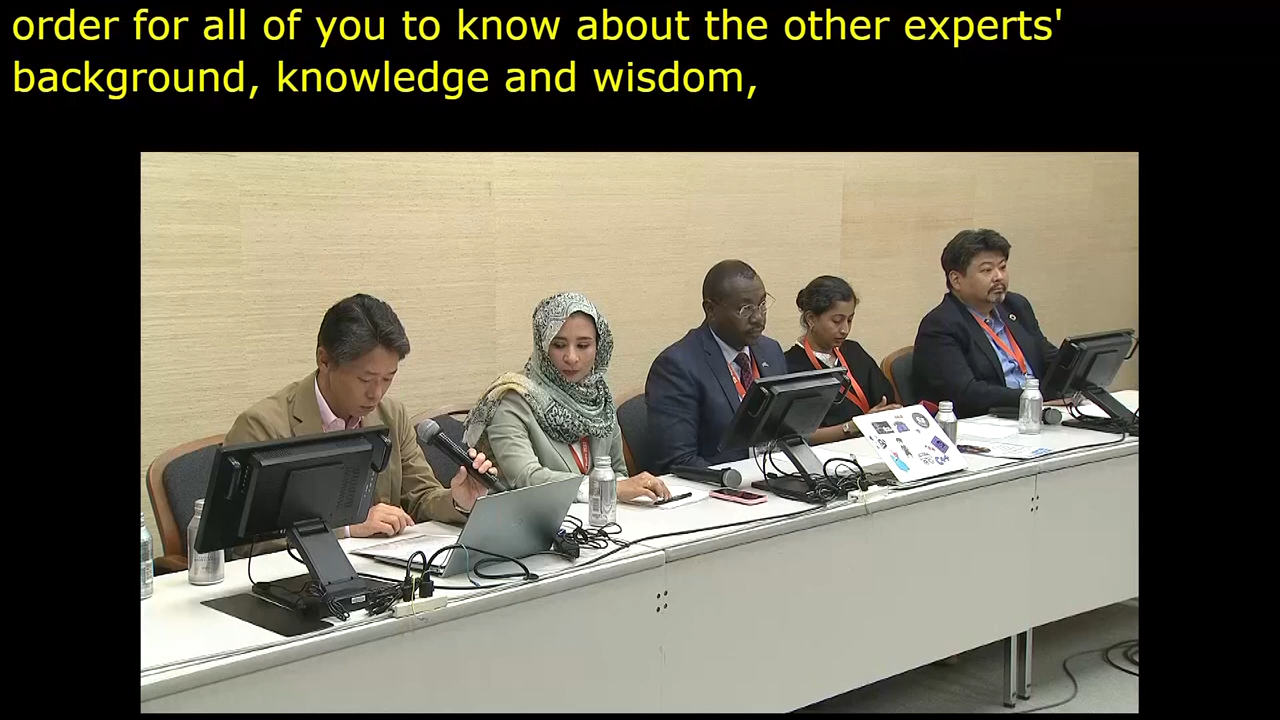 order for all of you to know about the other experts'
background, knowledge and wisdom,